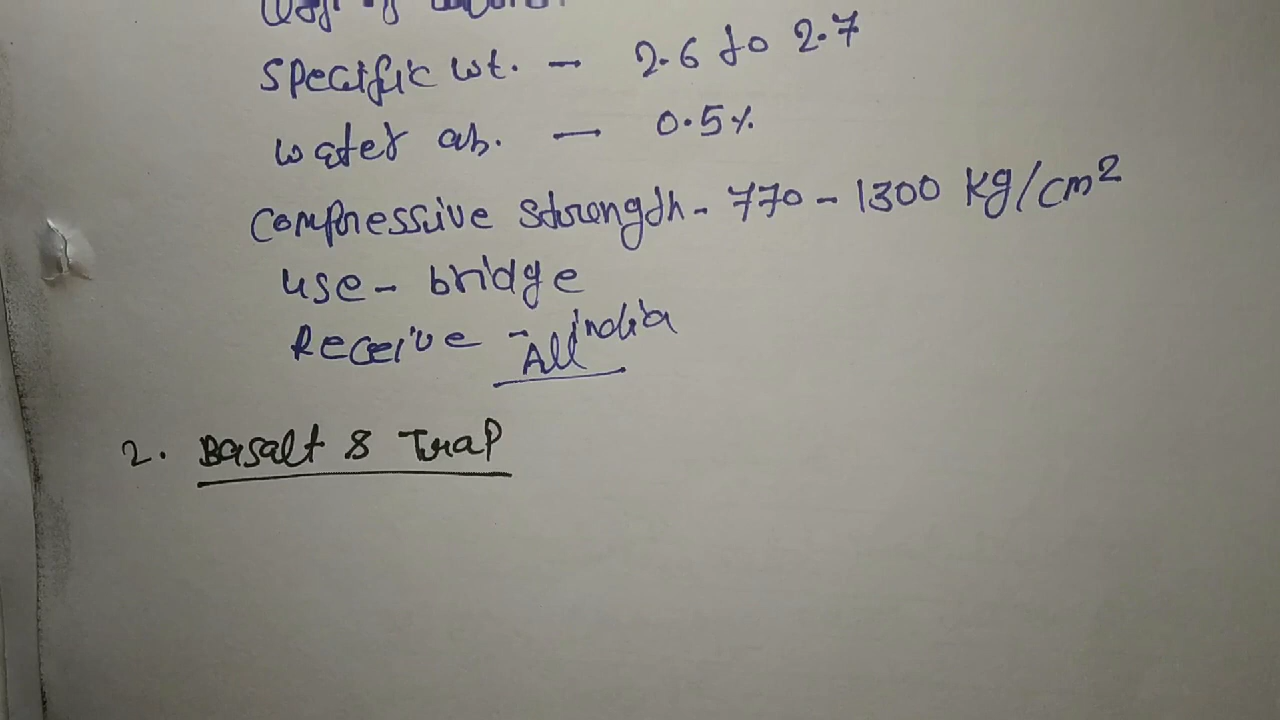 specific wt. - 2.6 to 2.7
water ab. - 0.5%
compressive strength - 770 - 1300 kg/cm²
use - bridge
Receive - All india
2. Basalt & Trap